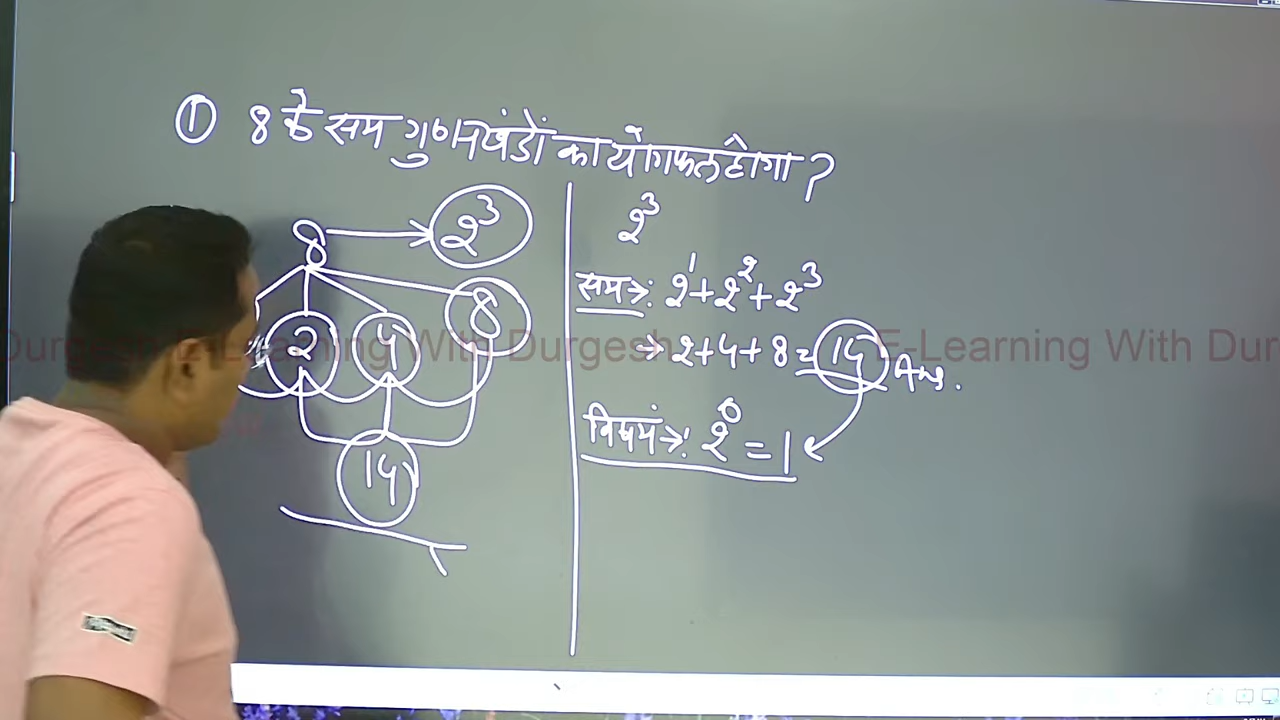 ① 8 के सम गुणनखंडों का योगफल होगा ?
8 → 2³
2 4 8
14
2³
सम →: 2¹ + 2² + 2³
→ 2 + 4 + 8 = 14 Ans.
विषमं →: 2⁰ = 1
E-Learning With Durgesh